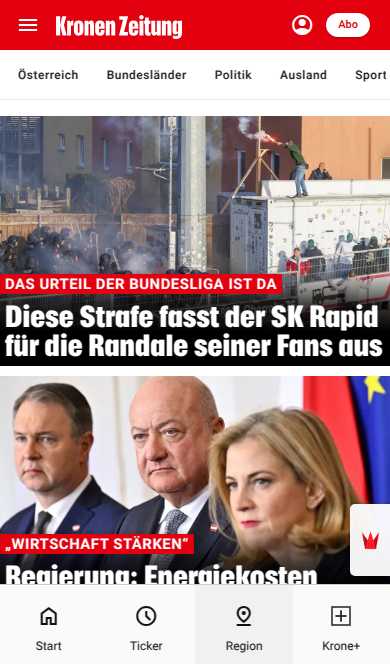 Kronen Zeitung
Abo
Österreich
Bundesländer
Politik
Ausland
Sport
DAS URTEIL DER BUNDESLIGA IST DA
Diese Strafe fasst der SK Rapid
für die Randale seiner Fans aus
„WIRTSCHAFT STÄRKEN“
Regierung: Energiekosten
Start
Ticker
Region
Krone+